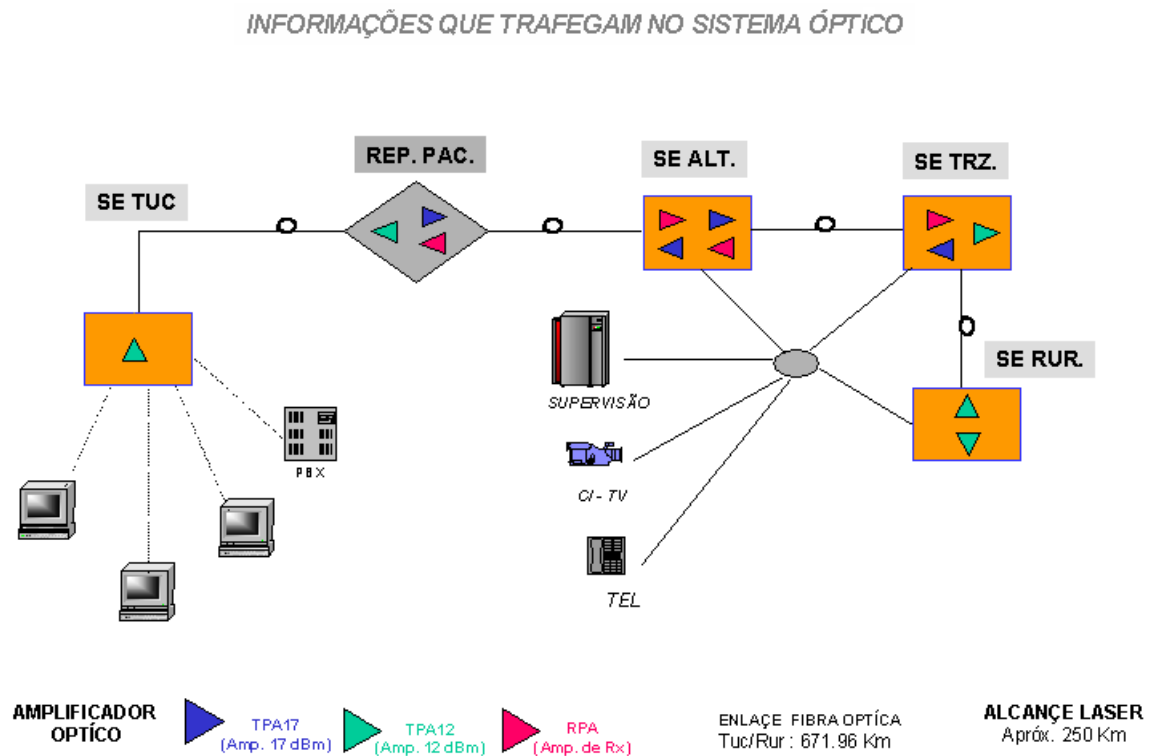 INFORMAÇÕES QUE TRAFEGAM NO SISTEMA ÓPTICO
REP. PAC.
SE ALT.
SE TRZ.
SE TUC
SE RUR.
SUPERVISÃO
PBX
CI - TV
TEL
AMPLIFICADOR
OPTÍCO
TPA17
(Amp. 17 dBm)
TPA12
(Amp. 12 dBm)
RPA
(Amp. de Rx)
ENLAÇE FIBRA OPTÍCA
Tuc/Rur : 671.96 Km
ALCANÇE LASER
Apróx. 250 Km